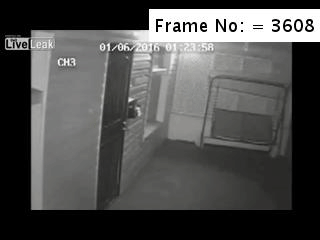 Frame No: = 3608
LiveLeak
01/06/2016 01:23:58
CH3